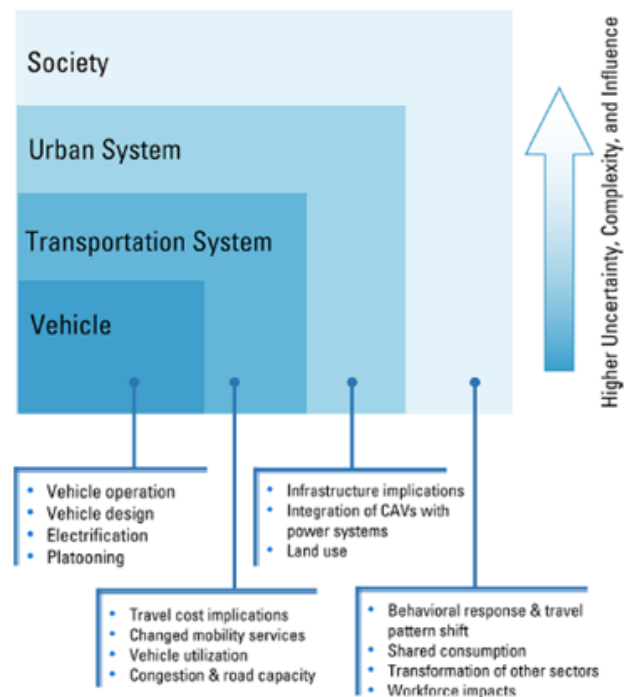 Society
Urban System
Transportation System
Vehicle
Higher Uncertainty, Complexity, and Influence
• Vehicle operation
• Vehicle design
• Electrification
• Platooning
• Infrastructure implications
• Integration of CAVs with
power systems
• Land use
• Travel cost implications
• Changed mobility services
• Vehicle utilization
• Congestion & road capacity
• Behavioral response & travel
pattern shift
• Shared consumption
• Transformation of other sectors
• Workforce impacts